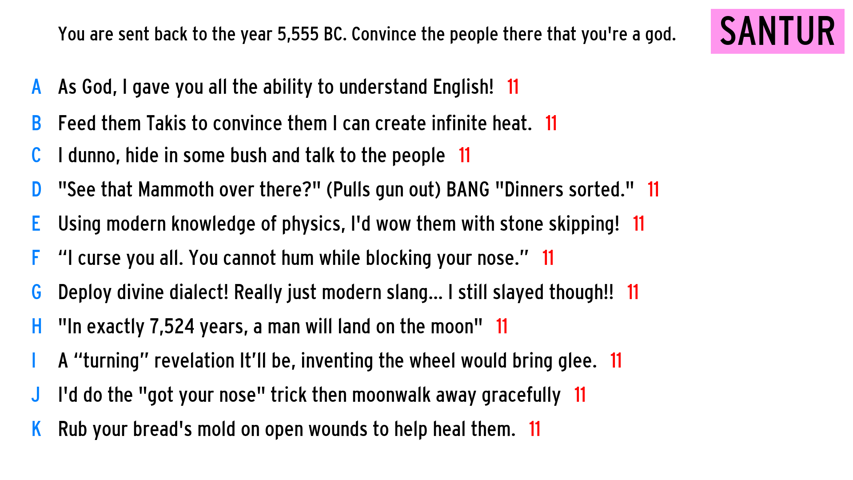 You are sent back to the year 5,555 BC. Convince the people there that you're a god.
SANTUR
A As God, I gave you all the ability to understand English! 11
B Feed them Takis to convince them I can create infinite heat. 11
C I dunno, hide in some bush and talk to the people 11
D "See that Mammoth over there?" (Pulls gun out) BANG "Dinners sorted." 11
E Using modern knowledge of physics, I'd wow them with stone skipping! 11
F “I curse you all. You cannot hum while blocking your nose.” 11
G Deploy divine dialect! Really just modern slang... I still slayed though!! 11
H "In exactly 7,524 years, a man will land on the moon" 11
I A “turning” revelation It’ll be, inventing the wheel would bring glee. 11
J I'd do the "got your nose" trick then moonwalk away gracefully 11
K Rub your bread's mold on open wounds to help heal them. 11